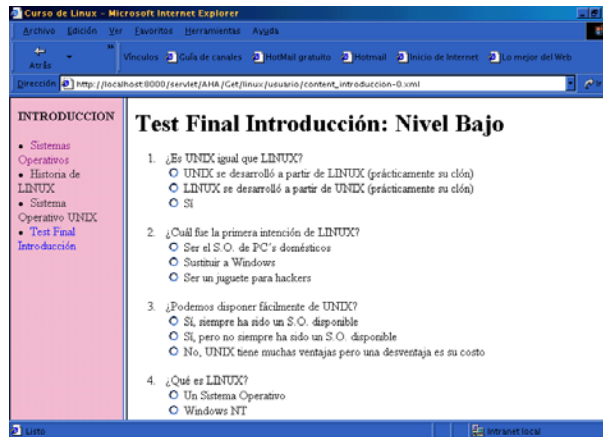 Curso de Linux - Microsoft Internet Explorer
Archivo Edición Ver Favoritos Herramientas Ayuda
Atrás » Vínculos Guía de canales HotMail gratuito Hotmail Inicio de Internet Lo mejor del Web
Dirección http://localhost:8000/servlet/AHA/Get/linux/usuario/content_introduccion-0.xml Ir
INTRODUCCION
• Sistemas
Operativos
• Historia de
LINUX
• Sistema
Operativo UNIX
• Test Final
Introducción
Test Final Introducción: Nivel Bajo
1. ¿Es UNIX igual que LINUX?
UNIX se desarrolló a partir de LINUX (prácticamente su clón)
LINUX se desarrolló a partir de UNIX (prácticamente su clón)
Sí
2. ¿Cuál fue la primera intención de LINUX?
Ser el S.O. de PC's domésticos
Sustituir a Windows
Ser un juguete para hackers
3. ¿Podemos disponer fácilmente de UNIX?
Sí, siempre ha sido un S.O. disponible
Sí, pero no siempre ha sido un S.O. disponible
No, UNIX tiene muchas ventajas pero una desventaja es su costo
4. ¿Qué es LINUX?
Un Sistema Operativo
Windows NT
Listo Intranet local